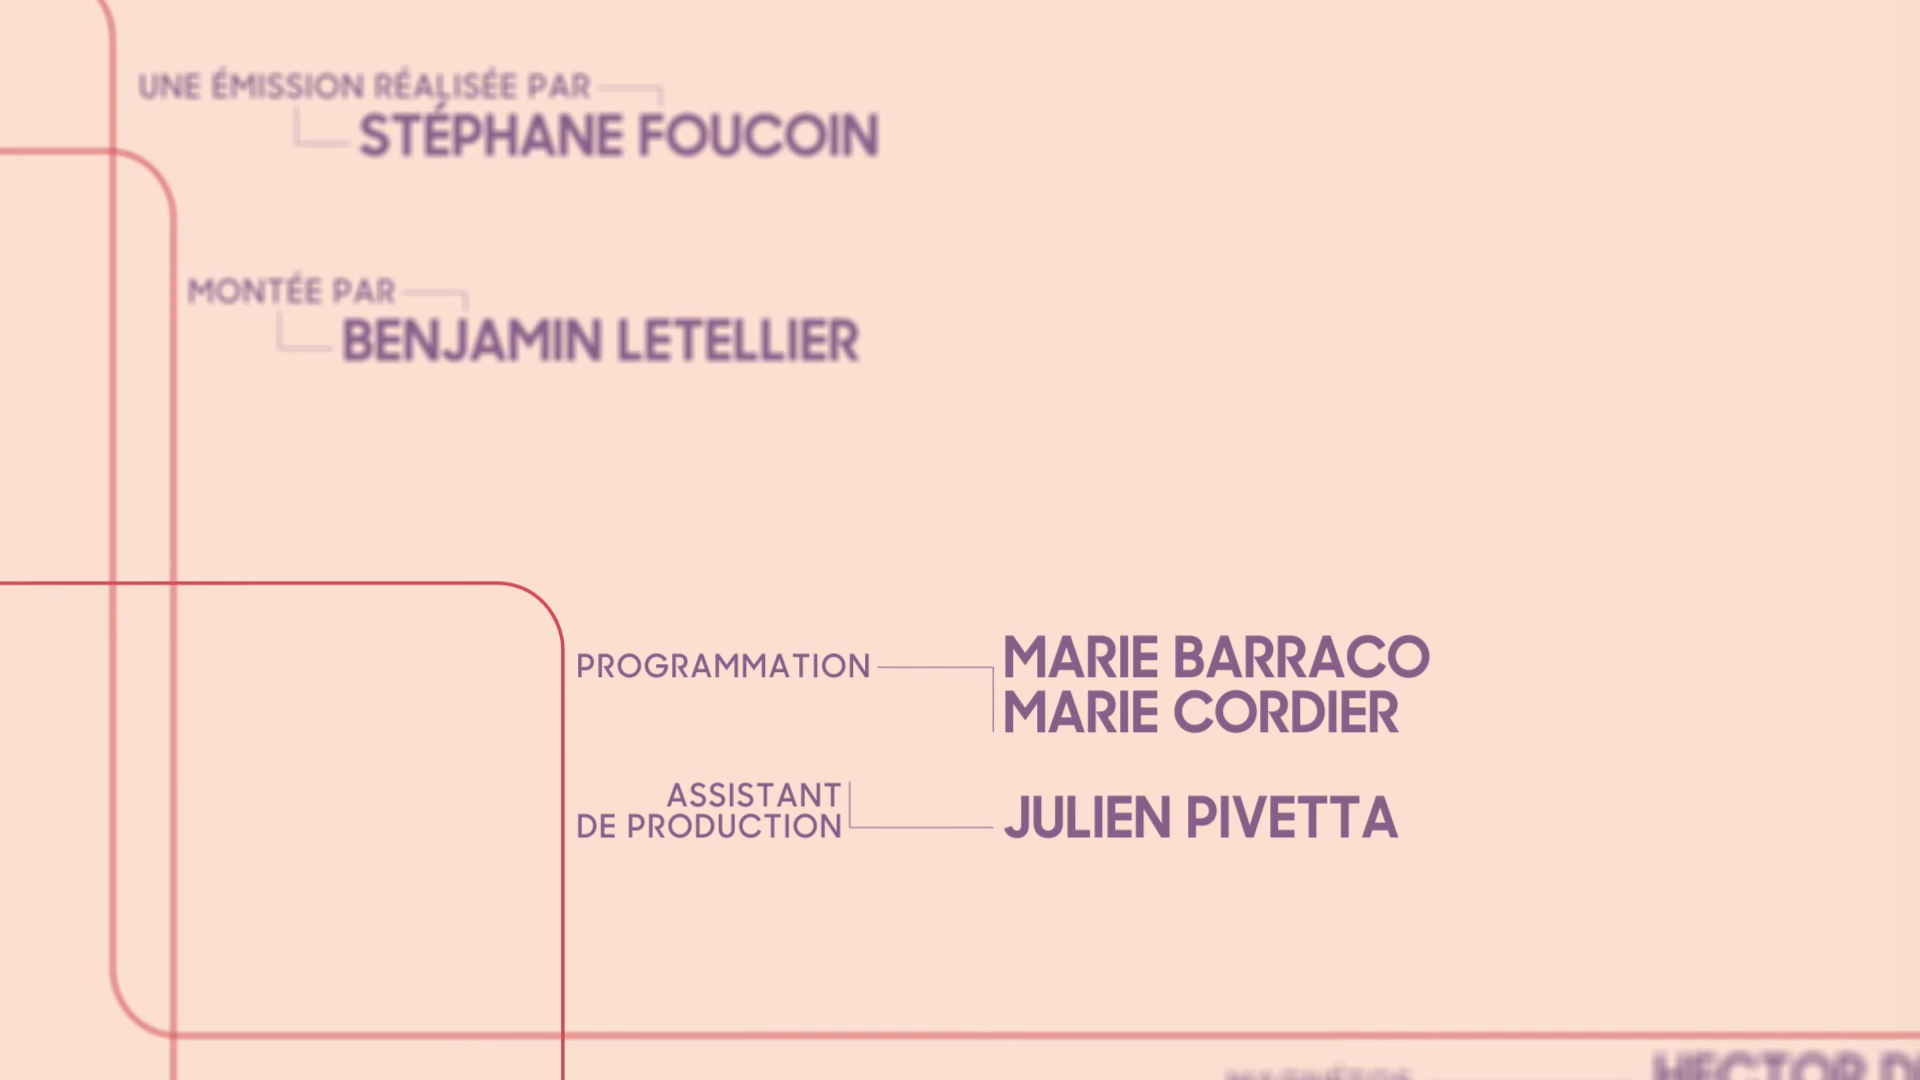 UNE ÉMISSION RÉALISÉE PAR
STÉPHANE FOUCOIN
MONTÉE PAR
BENJAMIN LETELLIER
PROGRAMMATION
MARIE BARRACO
MARIE CORDIER
ASSISTANT
DE PRODUCTION
JULIEN PIVETTA
HECTOR